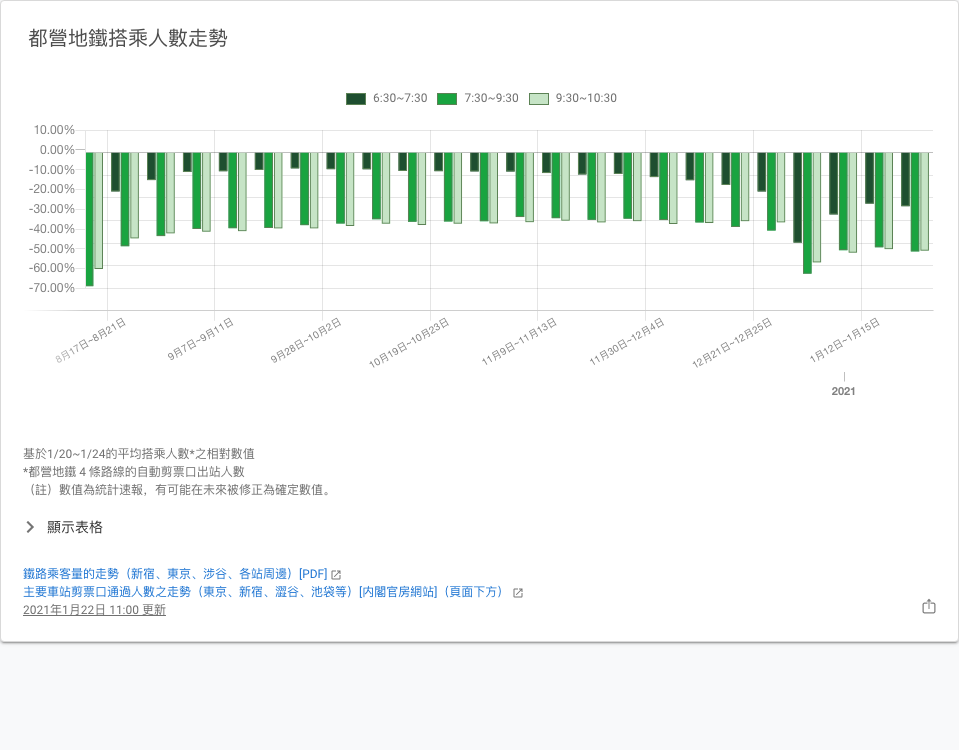 都營地鐵搭乘人數走勢
6:30~7:30
7:30~9:30
9:30~10:30
10.00%
0.00%
-10.00%
-20.00%
-30.00%
-40.00%
-50.00%
-60.00%
-70.00%
8月17日~8月21日
9月7日~9月11日
9月28日~10月2日
10月19日~10月23日
11月9日~11月13日
11月30日~12月4日
12月21日~12月25日
1月12日~1月15日
2021
基於1/20~1/24的平均搭乘人數*之相對數值
*都營地鐵 4 條路線的自動剪票口出站人數
（註）數值為統計速報，有可能在未來被修正為確定數值。
顯示表格
鐵路乘客量的走勢（新宿、東京、涉谷、各站周邊）[PDF]
主要車站剪票口通過人數之走勢（東京、新宿、澀谷、池袋等）[内閣官房網站]（頁面下方）
2021年1月22日 11:00 更新